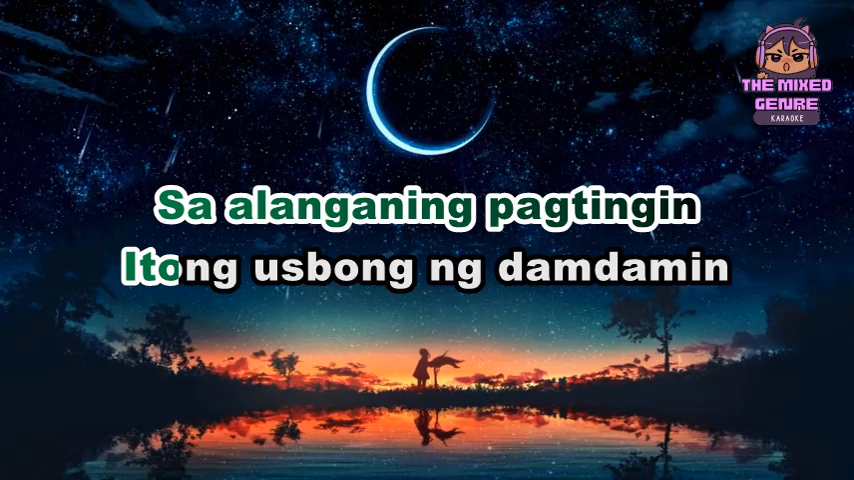 THE MIXED
GENRE
KARAOKE
Sa alanganing pagtingin
Itong usbong ng damdamin